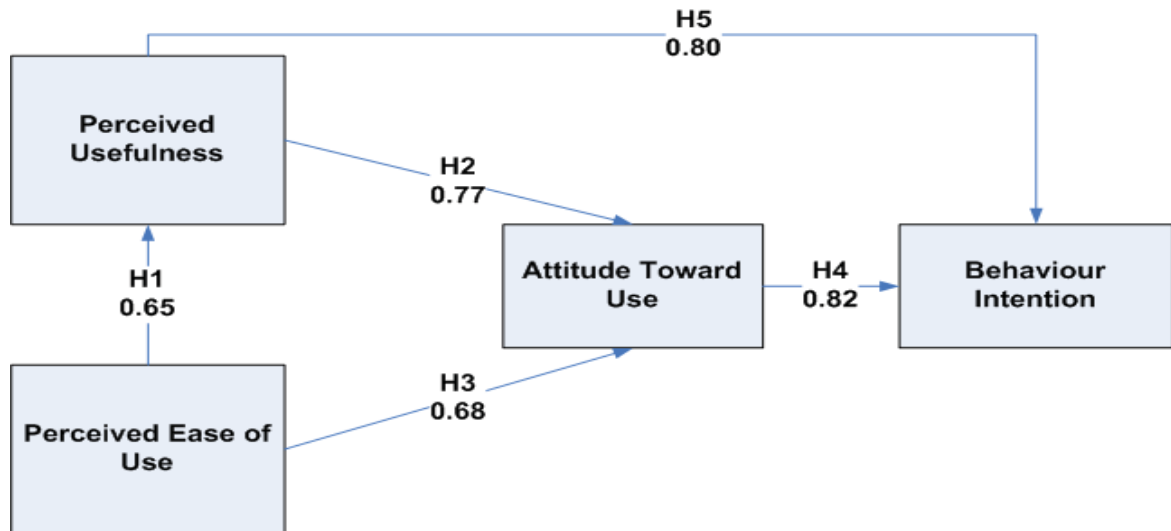 H5
0.80
Perceived
Usefulness
H2
0.77
H1
0.65
Attitude Toward
Use
H4
0.82
Behaviour
Intention
H3
0.68
Perceived Ease of
Use